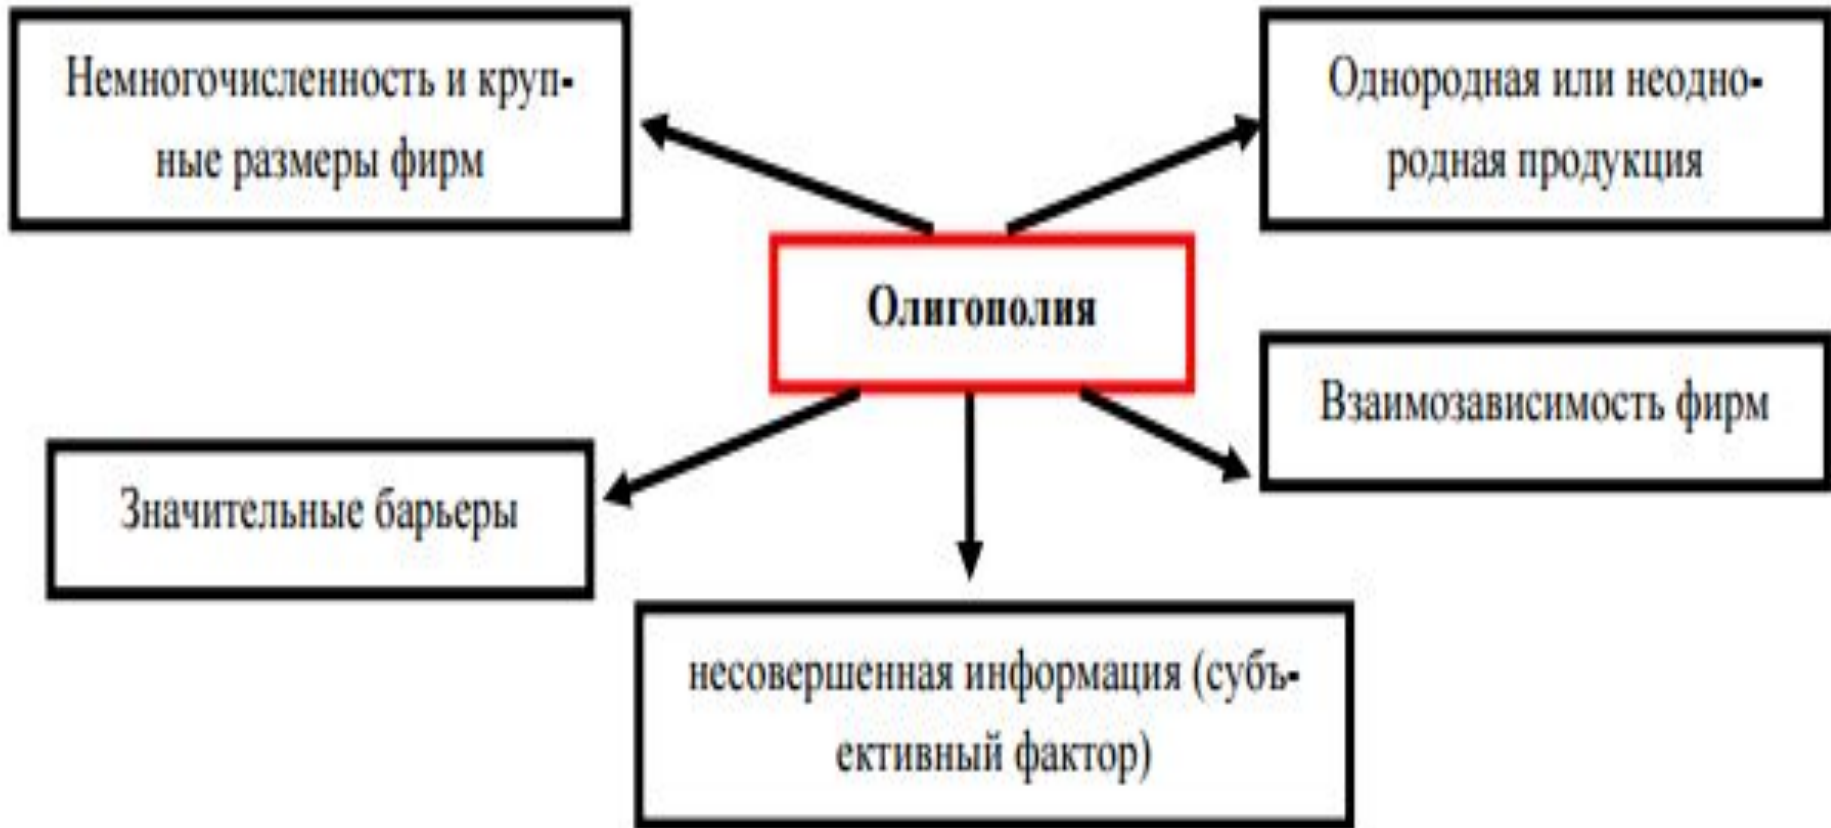 Немногочисленность и круп-
ные размеры фирм
Однородная или неодно-
родная продукция
Олигополия
Взаимозависимость фирм
Значительные барьеры
несовершенная информация (субъ-
ективный фактор)